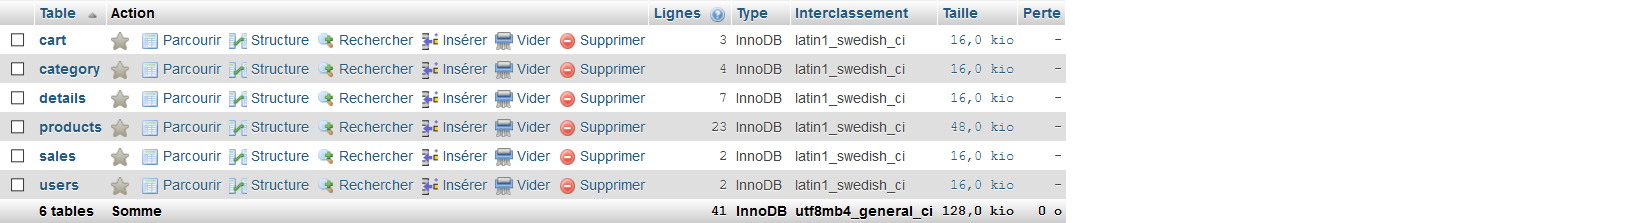 Table Action Lignes Type Interclassement Taille Perte
cart Parcourir Structure Rechercher Insérer Vider Supprimer 3 InnoDB latin1_swedish_ci 16,0 kio -
category Parcourir Structure Rechercher Insérer Vider Supprimer 4 InnoDB latin1_swedish_ci 16,0 kio -
details Parcourir Structure Rechercher Insérer Vider Supprimer 7 InnoDB latin1_swedish_ci 16,0 kio -
products Parcourir Structure Rechercher Insérer Vider Supprimer 23 InnoDB latin1_swedish_ci 48,0 kio -
sales Parcourir Structure Rechercher Insérer Vider Supprimer 2 InnoDB latin1_swedish_ci 16,0 kio -
users Parcourir Structure Rechercher Insérer Vider Supprimer 2 InnoDB latin1_swedish_ci 16,0 kio -
6 tables Somme 41 InnoDB utf8mb4_general_ci 128,0 kio 0 o